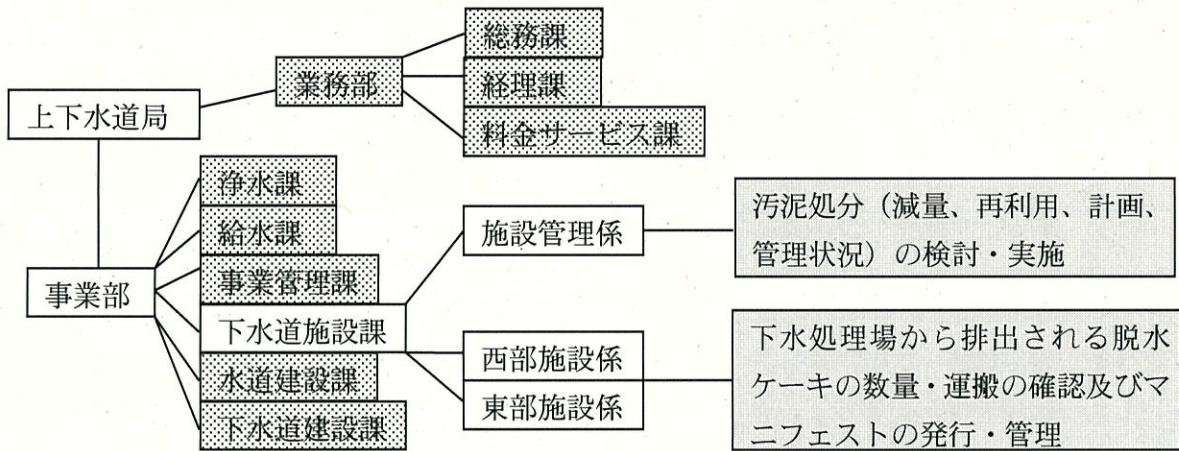 総務課
業務部
経理課
上下水道局
料金サービス課
浄水課
給水課
施設管理係
汚泥処分（減量、再利用、計画、
管理状況）の検討・実施
事業管理課
事業部
下水道施設課
西部施設係
東部施設係
下水処理場から排出される脱水
ケーキの数量・運搬の確認及びマ
ニフェストの発行・管理
水道建設課
下水道建設課